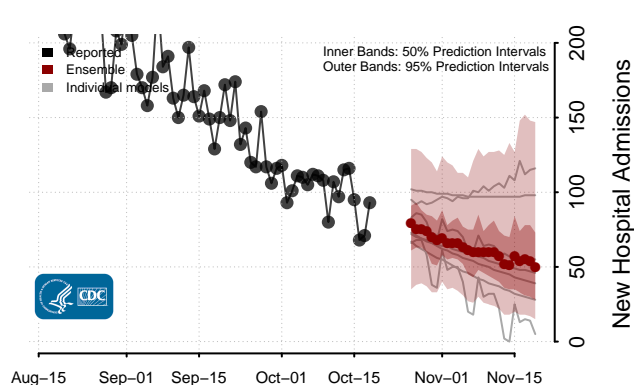 Reported
Ensemble
Individual models
Inner Bands: 50% Prediction Intervals
Outer Bands: 95% Prediction Intervals
200
150
100
50
0
New Hospital Admissions
CDC
Aug−15
Sep−01
Sep−15
Oct−01
Oct−15
Nov−01
Nov−15